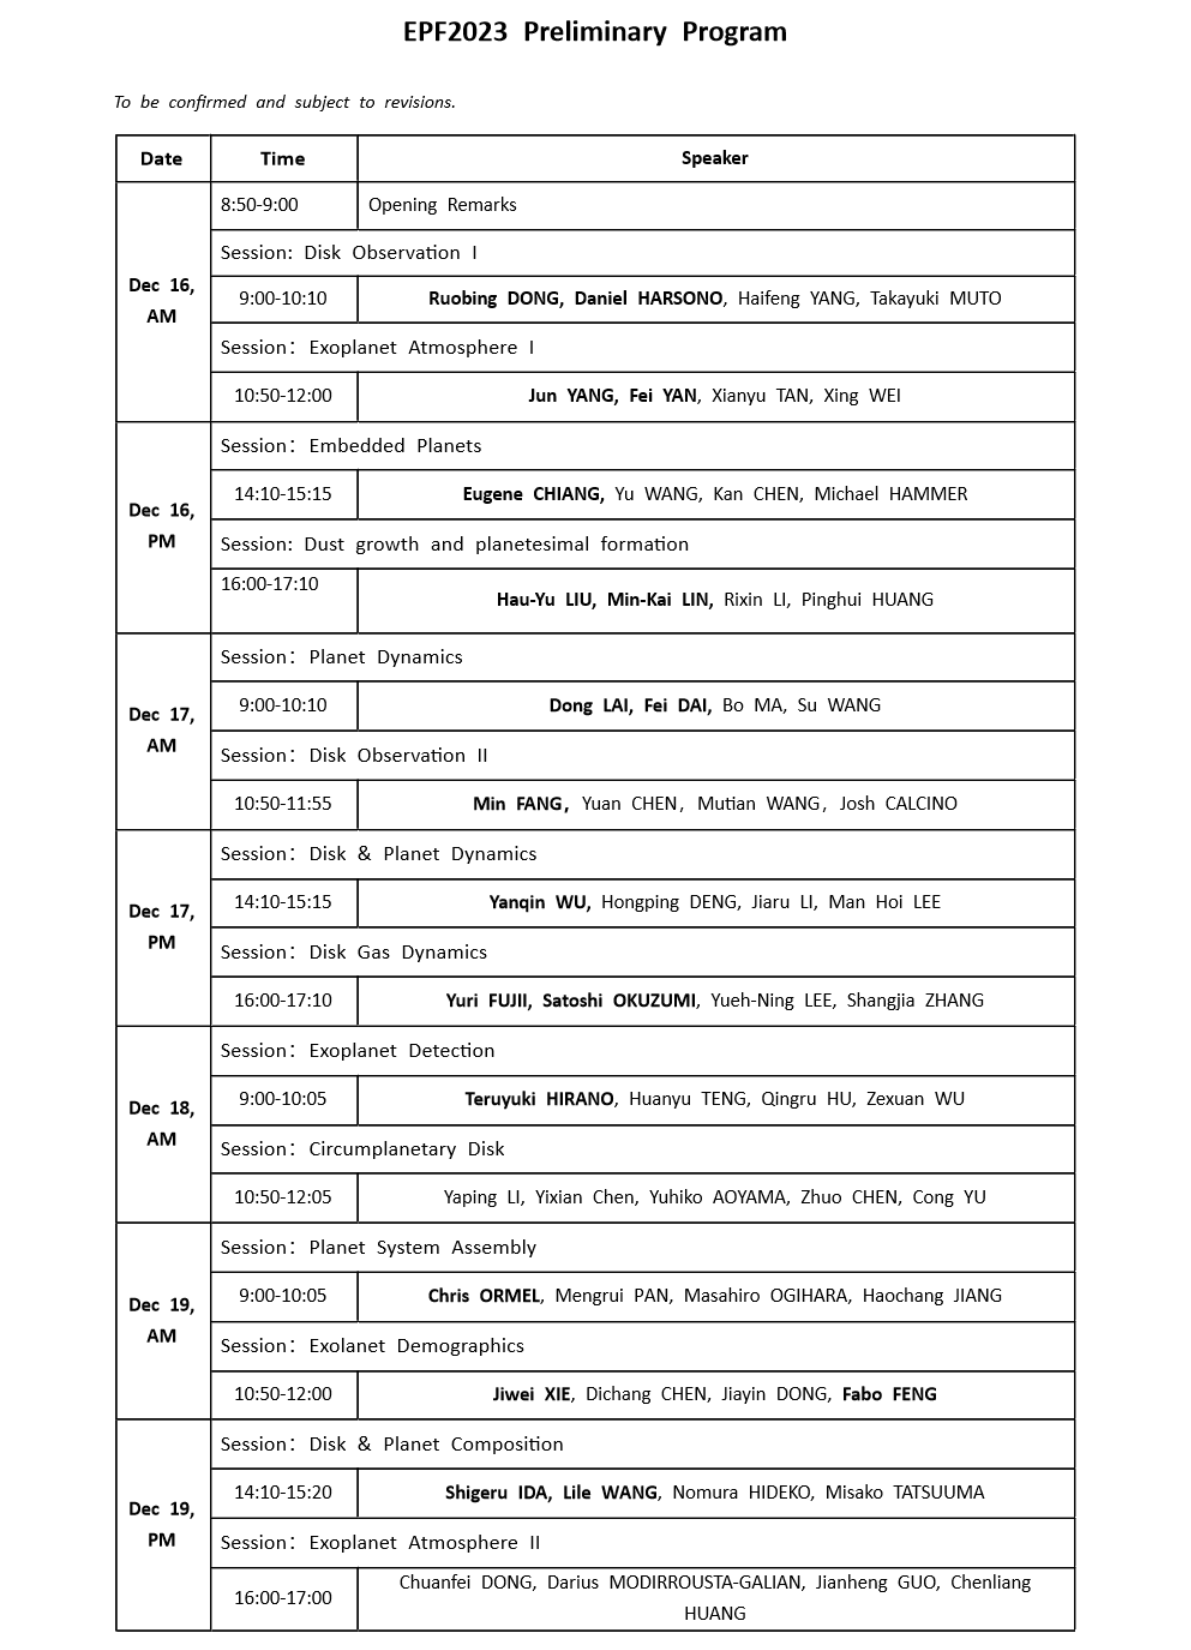 EPF2023 Preliminary Program
To be confirmed and subject to revisions.
Date Time Speaker
Dec 16, AM
8:50-9:00 Opening Remarks
Session: Disk Observation I
9:00-10:10 Ruobing DONG, Daniel HARSONO, Haifeng YANG, Takayuki MUTO
Session：Exoplanet Atmosphere I
10:50-12:00 Jun YANG, Fei YAN, Xianyu TAN, Xing WEI
Dec 16, PM
Session：Embedded Planets
14:10-15:15 Eugene CHIANG, Yu WANG, Kan CHEN, Michael HAMMER
Session: Dust growth and planetesimal formation
16:00-17:10 Hau-Yu LIU, Min-Kai LIN, Rixin LI, Pinghui HUANG
Dec 17, AM
Session：Planet Dynamics
9:00-10:10 Dong LAI, Fei DAI, Bo MA, Su WANG
Session：Disk Observation II
10:50-11:55 Min FANG，Yuan CHEN，Mutian WANG，Josh CALCINO
Dec 17, PM
Session：Disk & Planet Dynamics
14:10-15:15 Yanqin WU, Hongping DENG, Jiaru LI, Man Hoi LEE
Session：Disk Gas Dynamics
16:00-17:10 Yuri FUJII, Satoshi OKUZUMI, Yueh-Ning LEE, Shangjia ZHANG
Dec 18, AM
Session：Exoplanet Detection
9:00-10:05 Teruyuki HIRANO, Huanyu TENG, Qingru HU, Zexuan WU
Session：Circumplanetary Disk
10:50-12:05 Yaping LI, Yixian Chen, Yuhiko AOYAMA, Zhuo CHEN, Cong YU
Dec 19, AM
Session：Planet System Assembly
9:00-10:05 Chris ORMEL, Mengrui PAN, Masahiro OGIHARA, Haochang JIANG
Session：Exolanet Demographics
10:50-12:00 Jiwei XIE, Dichang CHEN, Jiayin DONG, Fabo FENG
Dec 19, PM
Session：Disk & Planet Composition
14:10-15:20 Shigeru IDA, Lile WANG, Nomura HIDEKO, Misako TATSUUMA
Session：Exoplanet Atmosphere II
16:00-17:00 Chuanfei DONG, Darius MODIRROUSTA-GALIAN, Jianheng GUO, Chenliang
HUANG